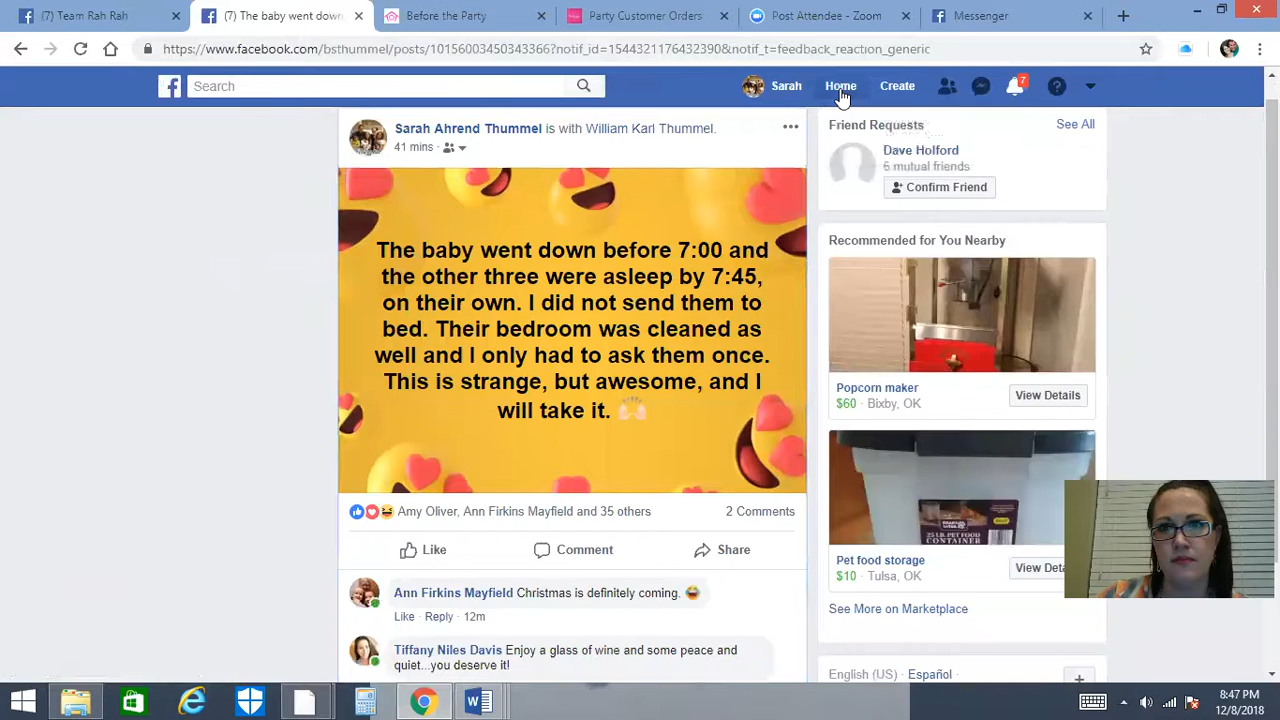 (7) Team Rah Rah
(7) The baby went down
Before the Party
Party Customer Orders
Post Attendee - Zoom
Messenger
https://www.facebook.com/bsthummel/posts/10156003450343366?notif_id=1544321176432390&notif_t=feedback_reaction_generic
Search
Sarah
Home
Create
7
Sarah Ahrend Thummel is with William Karl Thummel.
41 mins
Friend Requests
See All
Dave Holford
5 mutual friends
Confirm Friend
The baby went down before 7:00 and
the other three were asleep by 7:45,
on their own. I did not send them to
bed. Their bedroom was cleaned as
well and I only had to ask them once.
This is strange, but awesome, and I
will take it.
Recommended for You Nearby
Popcorn maker
$60 · Bixby, OK
View Details
Pet food storage
$10 · Tulsa, OK
View Deta
See More on Marketplace
Amy Oliver, Ann Firkins Mayfield and 35 others
2 Comments
Like
Comment
Share
Ann Firkins Mayfield Christmas is definitely coming.
Like · Reply · 12m
Tiffany Niles Davis Enjoy a glass of wine and some peace and
quiet...you deserve it!
English (US) · Español ·
8:47 PM
12/8/2018